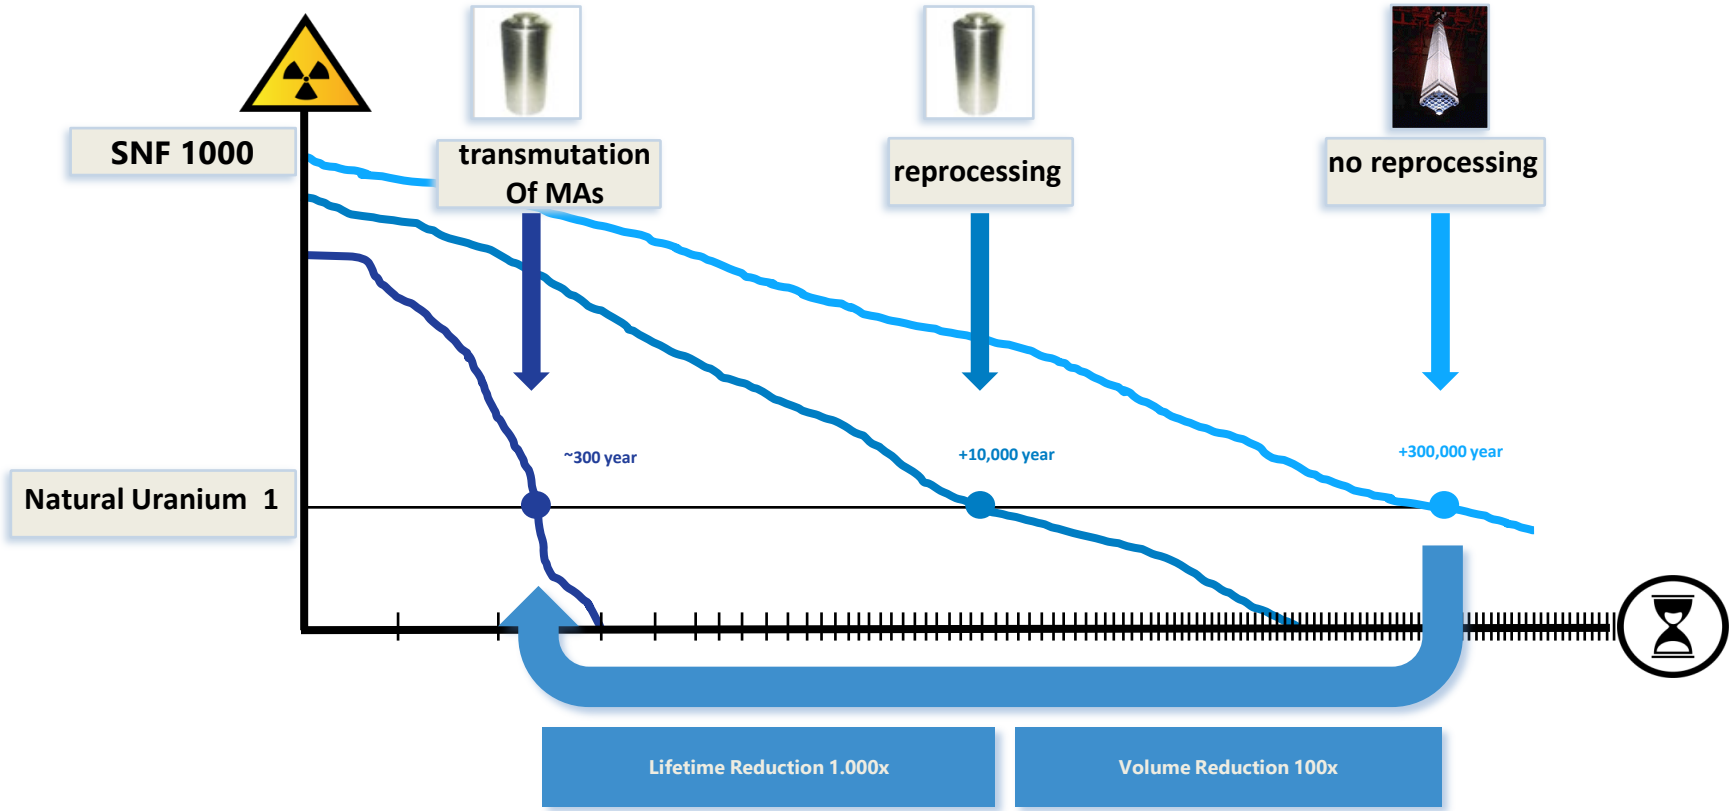 SNF 1000
transmutation
Of MAs
reprocessing
no reprocessing
~300 year
+10,000 year
+300,000 year
Natural Uranium 1
Lifetime Reduction 1.000x
Volume Reduction 100x